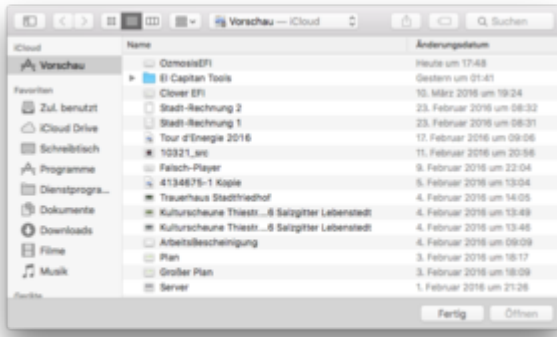 Vorschau — iCloud
Suchen
iCloud
Vorschau
Favoriten
Zul. benutzt
iCloud Drive
Schreibtisch
Programme
Dienstprogra...
Dokumente
Downloads
Filme
Musik
Geräte
Name Änderungsdatum
OzmosisEFI Heute um 17:48
El Capitan Tools Gestern um 01:41
Clover EFI 10. März 2016 um 19:24
Stadt-Rechnung 2 23. Februar 2016 um 08:32
Stadt-Rechnung 1 23. Februar 2016 um 08:31
Tour d'Energie 2016 17. Februar 2016 um 09:06
10321_src 11. Februar 2016 um 20:56
Falsch-Player 9. Februar 2016 um 22:04
4134675-1 Kopie 5. Februar 2016 um 13:04
Trauerhaus Stadtfriedhof 4. Februar 2016 um 14:05
Kulturscheune Thiestr...6 Salzgitter Lebenstedt 4. Februar 2016 um 13:49
Kulturscheune Thiestr...6 Salzgitter Lebenstedt 4. Februar 2016 um 13:46
ArbeitsBescheinigung 4. Februar 2016 um 09:09
Plan 3. Februar 2016 um 18:17
Großer Plan 3. Februar 2016 um 18:09
Server 1. Februar 2016 um 21:26
Fertig Öffnen